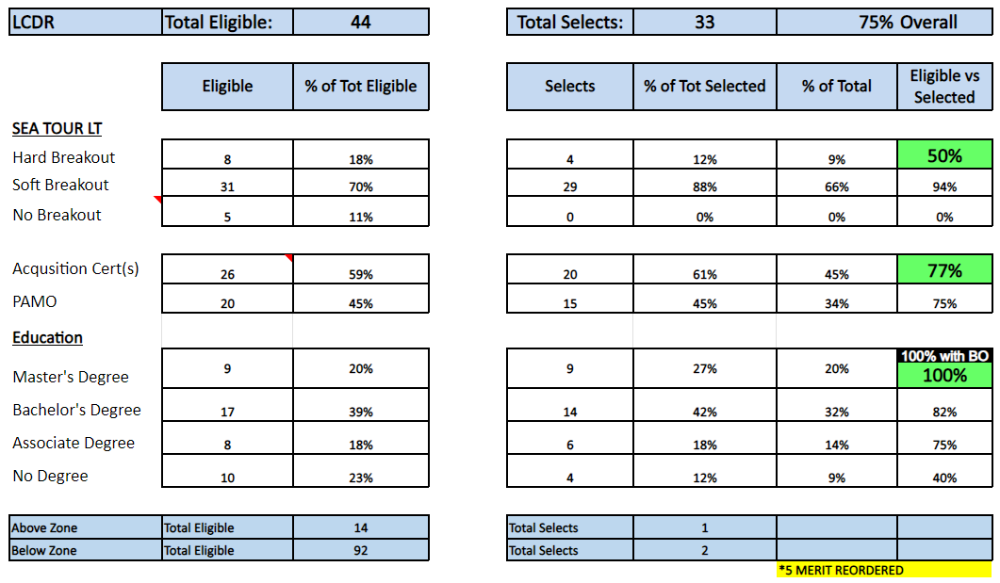 LCDR Total Eligible: 44 Total Selects: 33 75% Overall
Eligible % of Tot Eligible Selects % of Tot Selected % of Total Eligible vs Selected
SEA TOUR LT
Hard Breakout 8 18% 4 12% 9% 50%
Soft Breakout 31 70% 29 88% 66% 94%
No Breakout 5 11% 0 0% 0% 0%
Acqusition Cert(s) 26 59% 20 61% 45% 77%
PAMO 20 45% 15 45% 34% 75%
Education
100% with BO
Master's Degree 9 20% 9 27% 20% 100%
Bachelor's Degree 17 39% 14 42% 32% 82%
Associate Degree 8 18% 6 18% 14% 75%
No Degree 10 23% 4 12% 9% 40%
Above Zone Total Eligible 14 Total Selects 1
Below Zone Total Eligible 92 Total Selects 2
*5 MERIT REORDERED